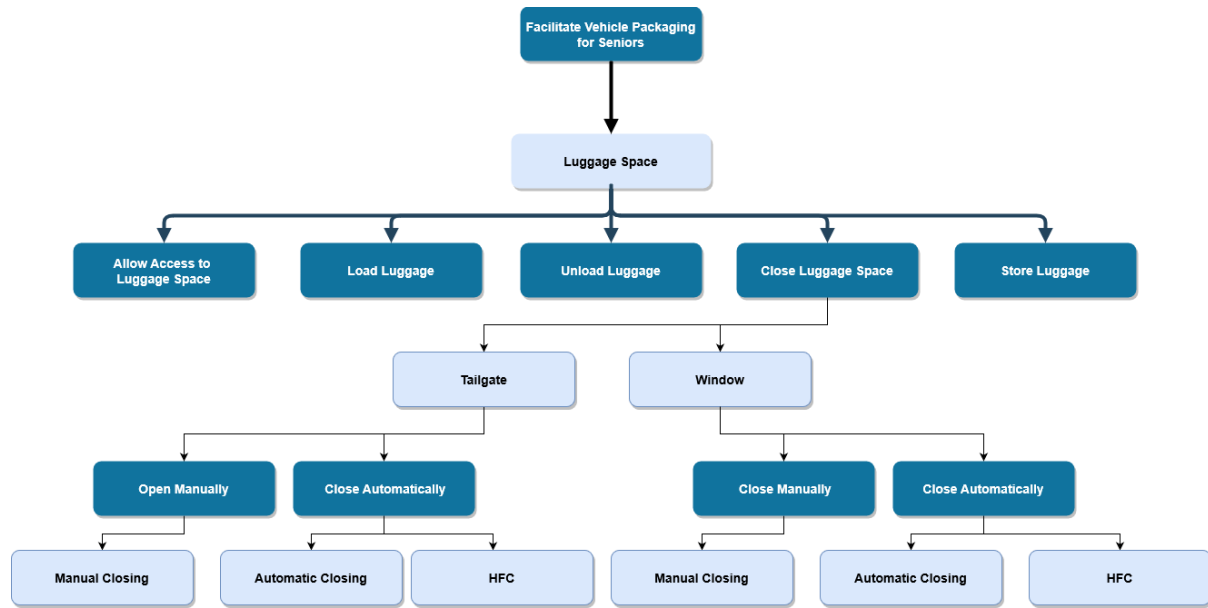 Facilitate Vehicle Packaging
for Seniors
Luggage Space
Allow Access to
Luggage Space
Load Luggage
Unload Luggage
Close Luggage Space
Store Luggage
Tailgate
Window
Open Manually
Close Automatically
Close Manually
Close Automatically
Manual Closing
Automatic Closing
HFC
Manual Closing
Automatic Closing
HFC